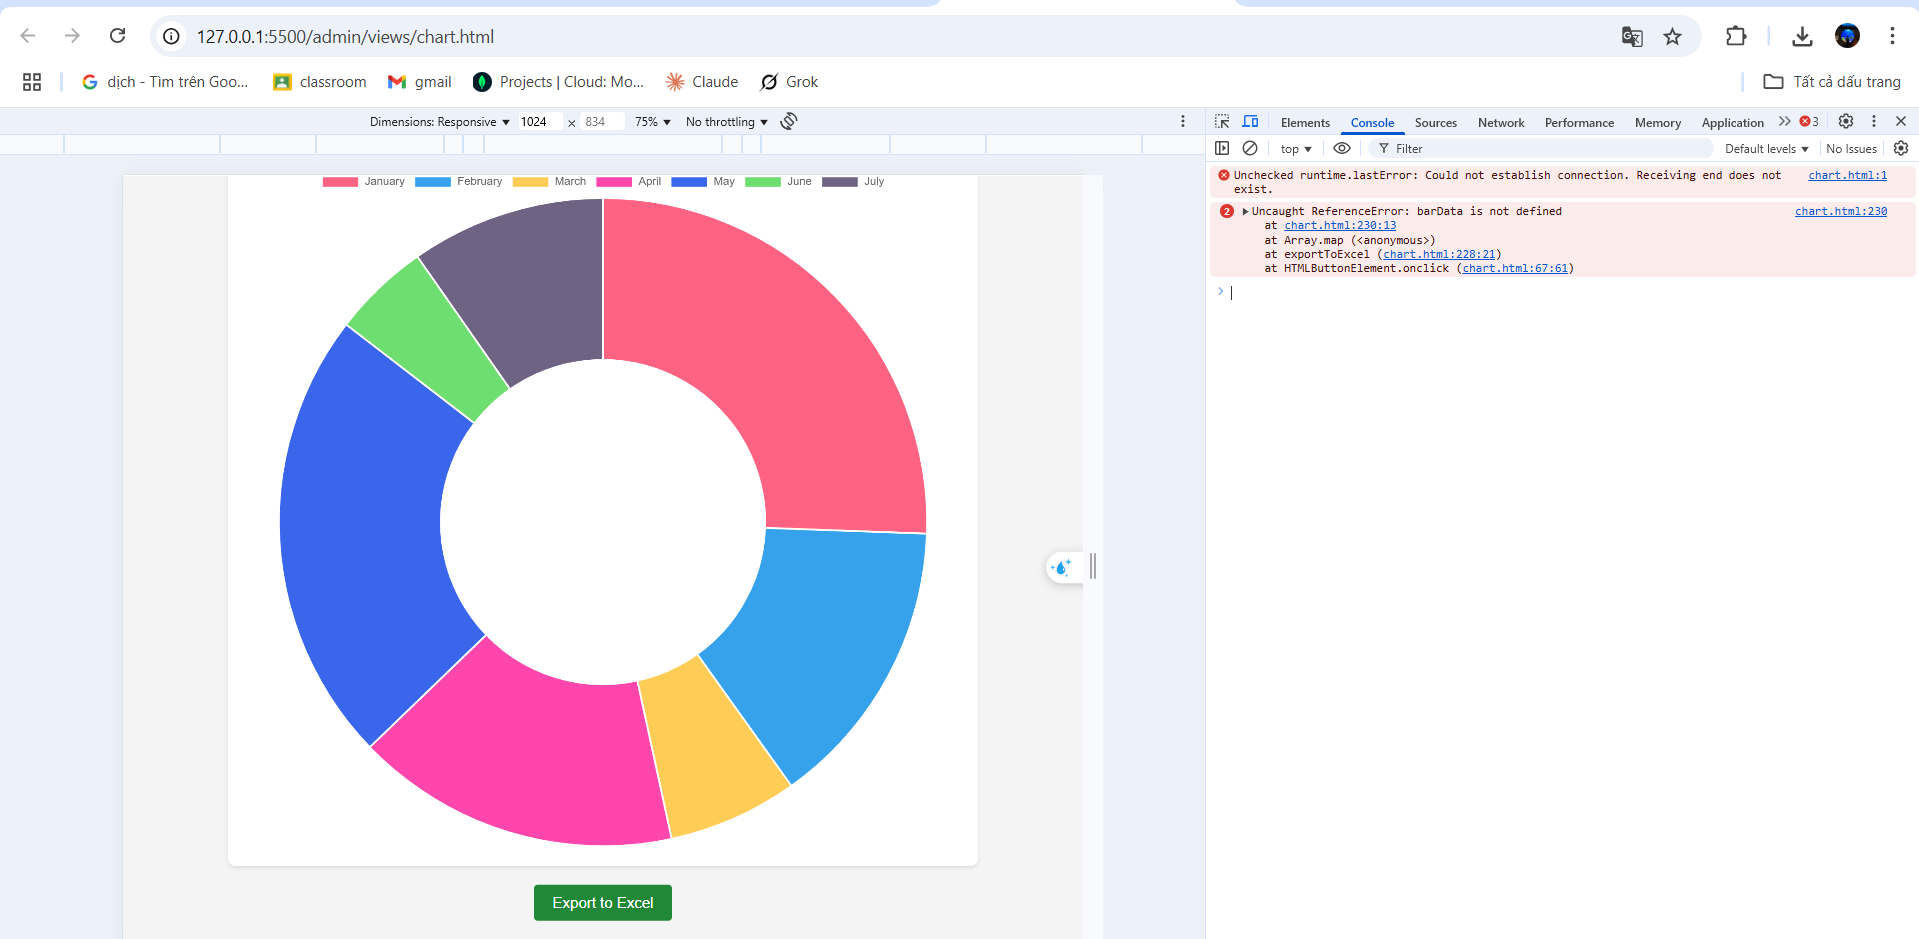 127.0.0.1:5500/admin/views/chart.html
dịch - Tìm trên Goo... classroom gmail Projects | Cloud: Mo... Claude Grok Tất cả dấu trang
Dimensions: Responsive 1024 × 834 75% No throttling
Elements Console Sources Network Performance Memory Application 3
top Filter Default levels No Issues
January February March April May June July
Unchecked runtime.lastError: Could not establish connection. Receiving end does not chart.html:1
exist.
2 Uncaught ReferenceError: barData is not defined chart.html:230
at chart.html:230:13
at Array.map (<anonymous>)
at exportToExcel (chart.html:228:21)
at HTMLButtonElement.onclick (chart.html:67:61)
Export to Excel